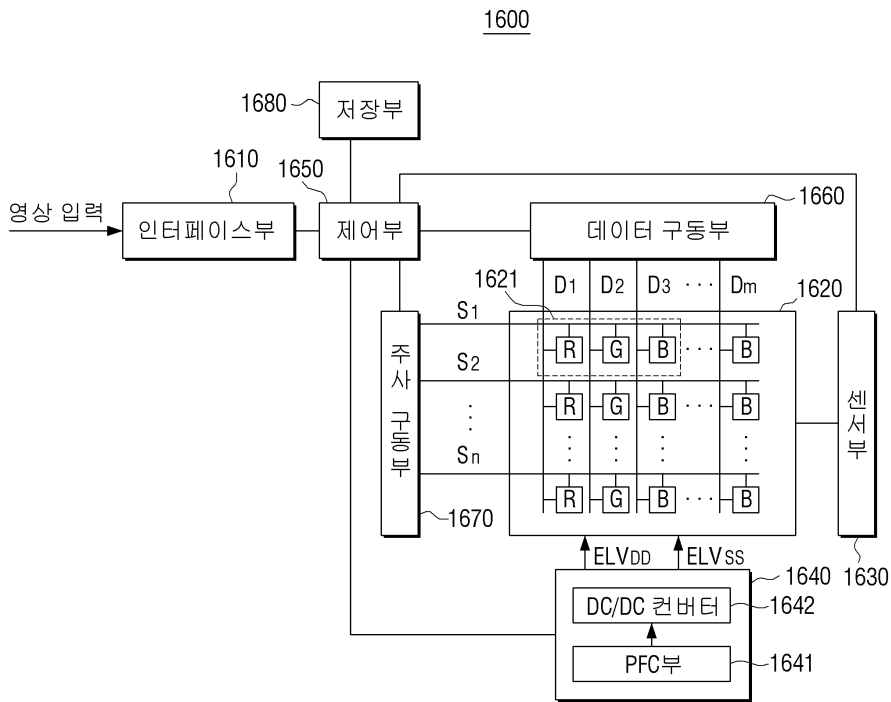 1600
1680
저장부
1610
1650
1660
영상 입력
인터페이스부
제어부
데이터 구동부
1621
D1 D2 D3 ··· Dm
1620
S1
R G B ··· B
주사 구동부
S2
R G B ··· B
센서부
Sn
R G B ··· B
1670
ELVDD
ELVSS
1640
1630
DC/DC 컨버터
1642
PFC부
1641